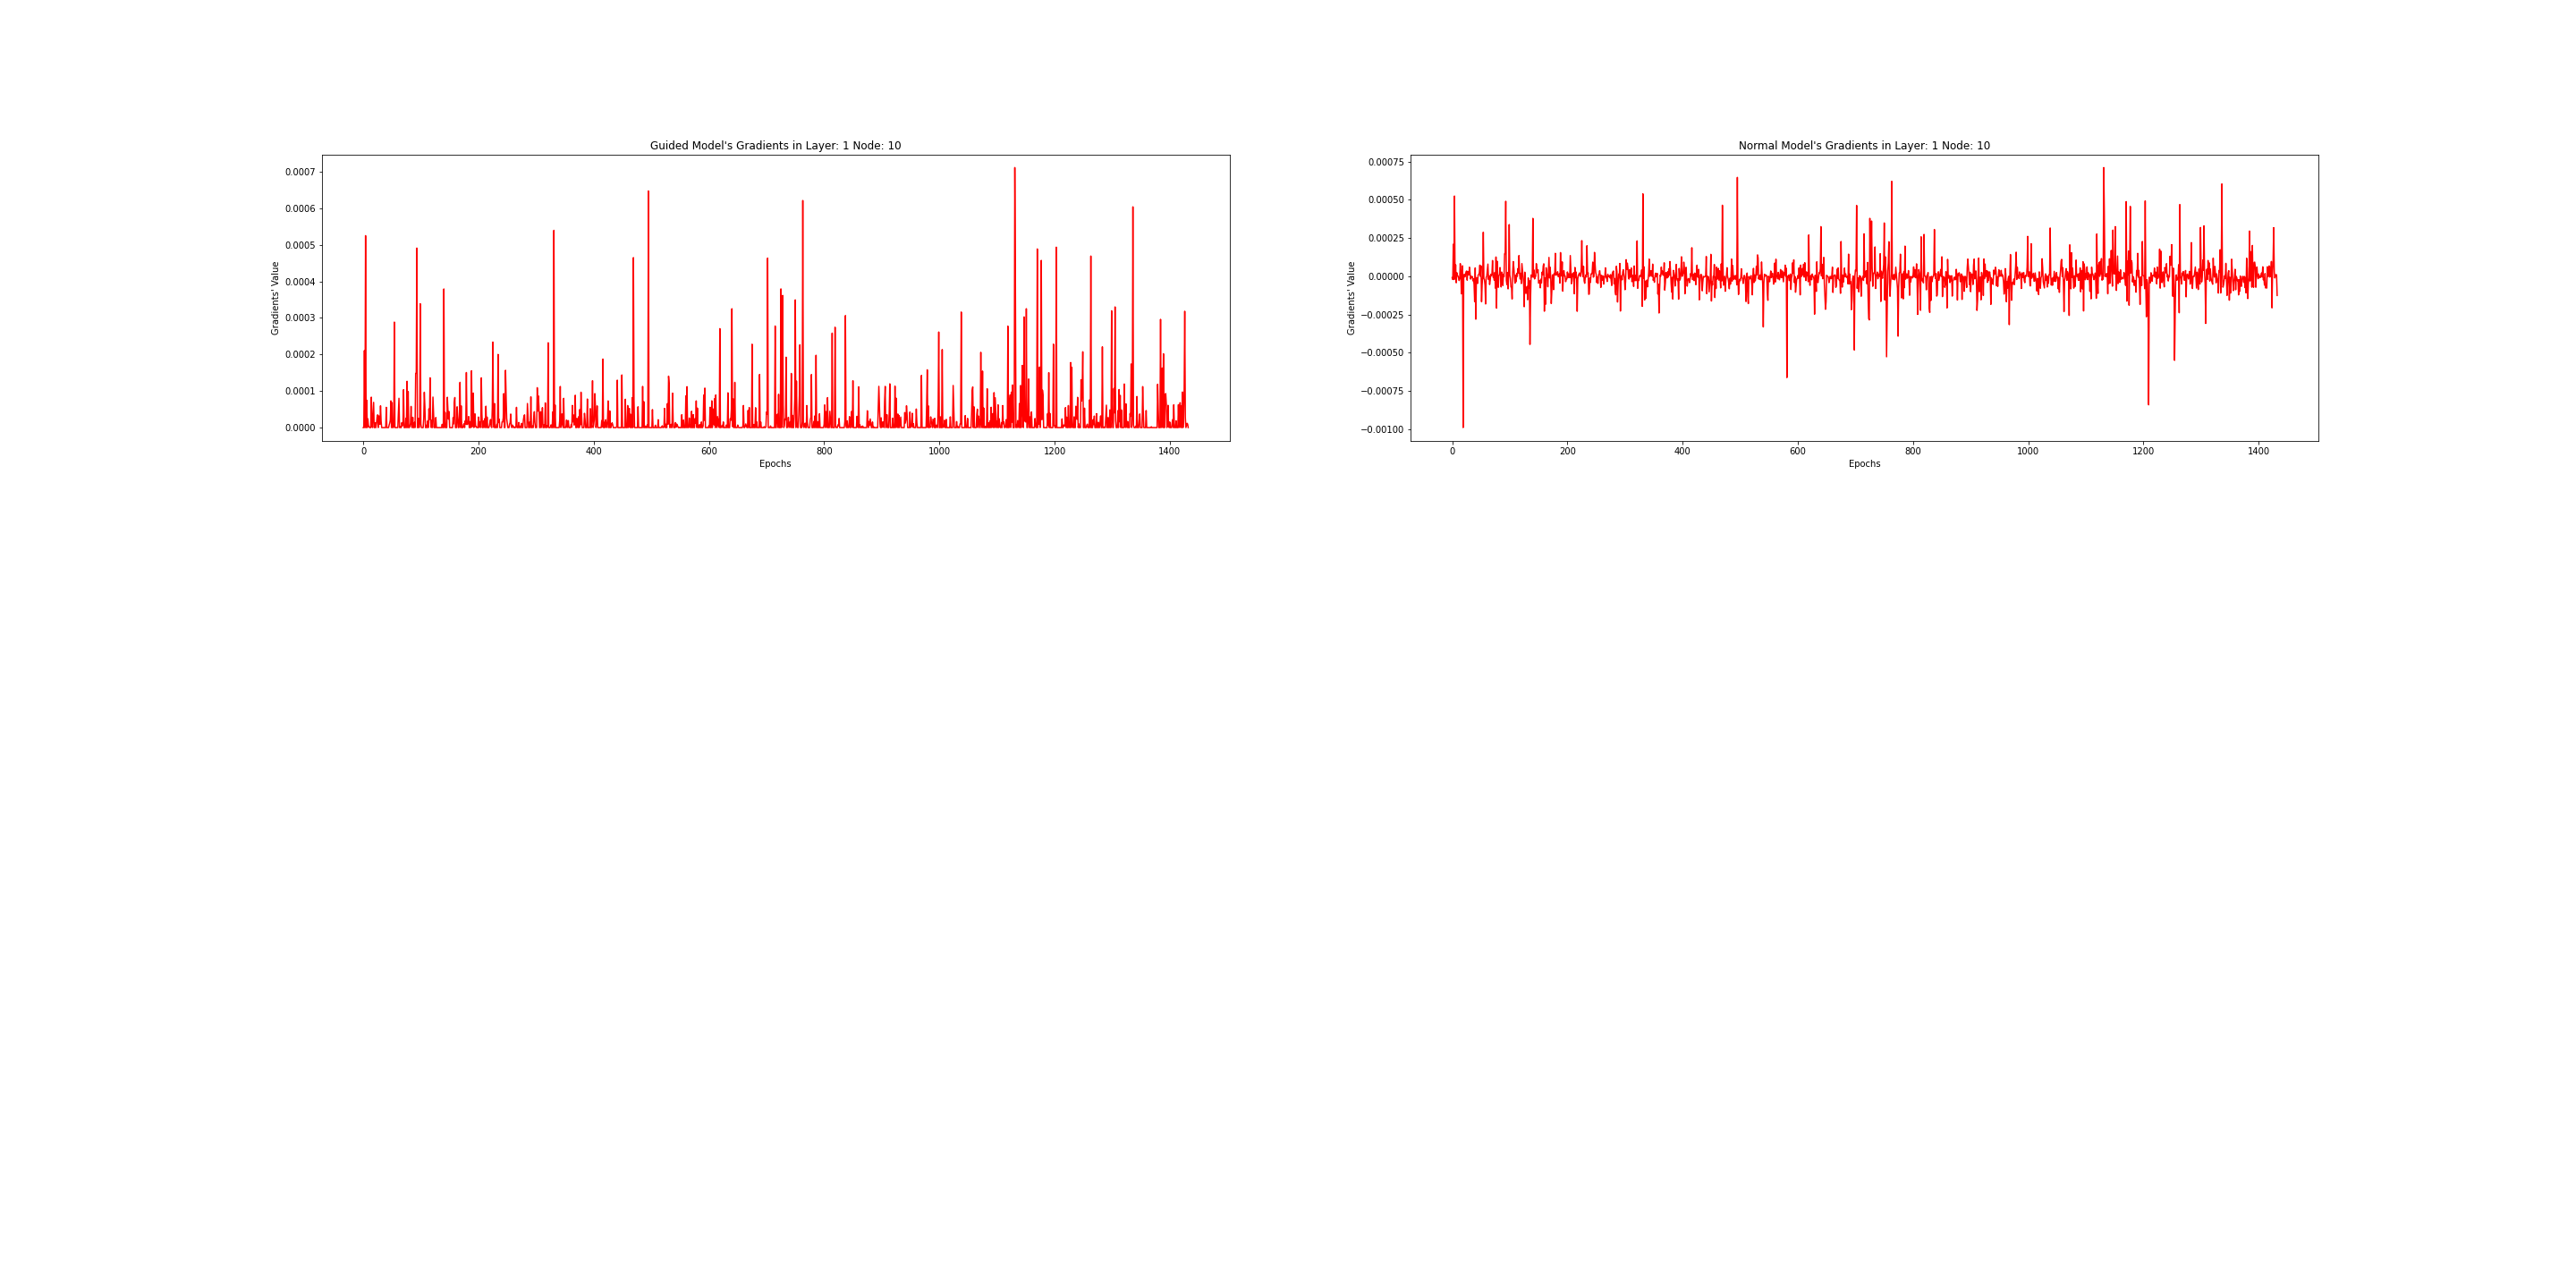 Guided Model's Gradients in Layer: 1 Node: 10
0.0007
0.0006
0.0005
0.0004
0.0003
0.0002
0.0001
0.0000
Gradients' Value
0 200 400 600 800 1000 1200 1400
Epochs
Normal Model's Gradients in Layer: 1 Node: 10
0.00075
0.00050
0.00025
0.00000
−0.00025
−0.00050
−0.00075
−0.00100
Gradients' Value
0 200 400 600 800 1000 1200 1400
Epochs